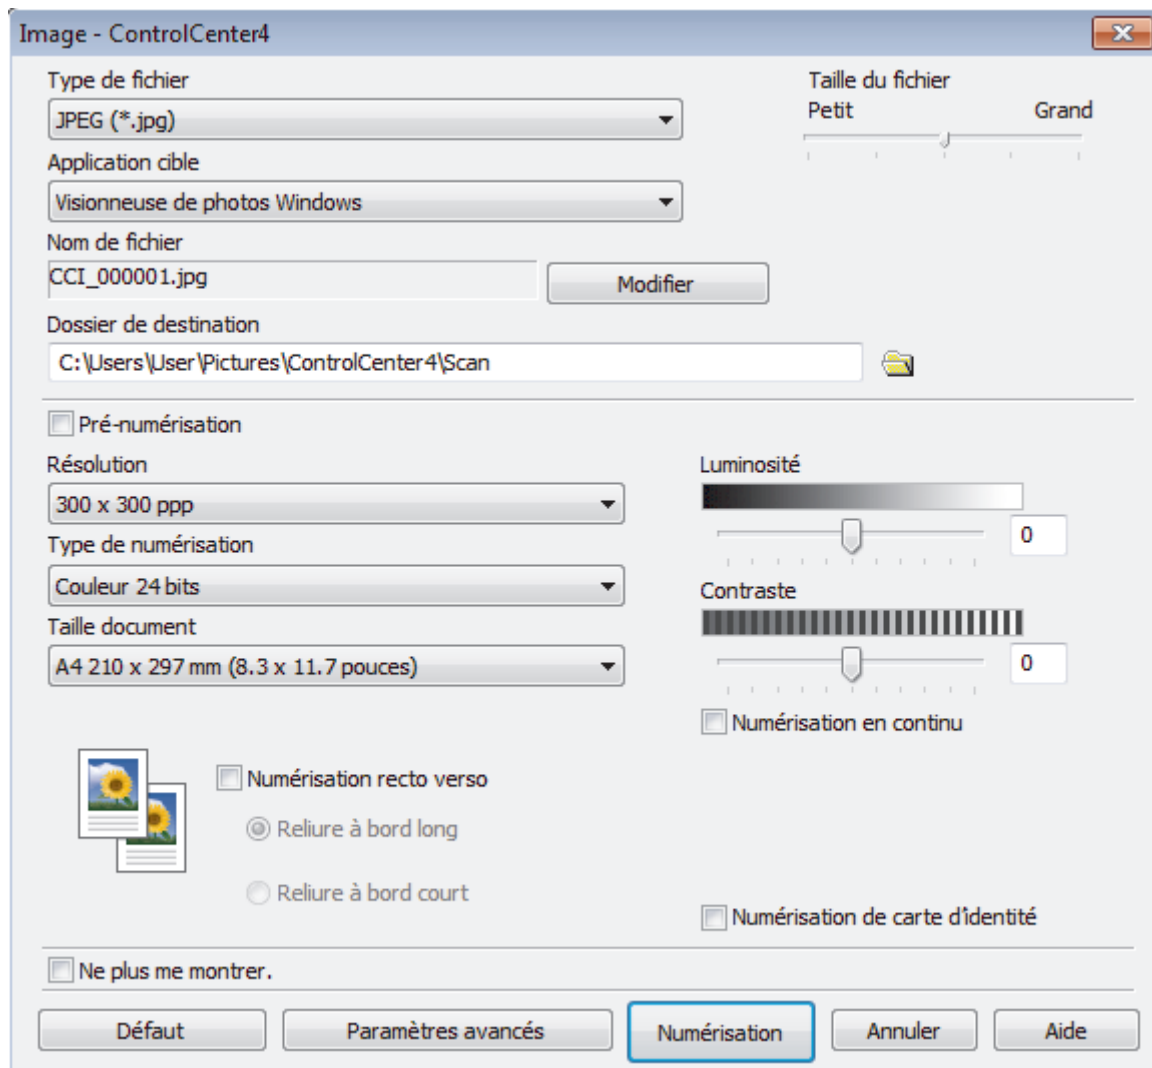 Image - ControlCenter4
Type de fichier
JPEG (*.jpg)
Taille du fichier
Petit Grand
Application cible
Visionneuse de photos Windows
Nom de fichier
CCI_000001.jpg
Modifier
Dossier de destination
C:\Users\User\Pictures\ControlCenter4\Scan
Pré-numérisation
Résolution
300 x 300 ppp
Type de numérisation
Couleur 24 bits
Taille document
A4 210 x 297 mm (8.3 x 11.7 pouces)
Luminosité
0
Contraste
0
Numérisation en continu
Numérisation recto verso
Reliure à bord long
Reliure à bord court
Numérisation de carte d'identité
Ne plus me montrer.
Défaut
Paramètres avancés
Numérisation
Annuler
Aide